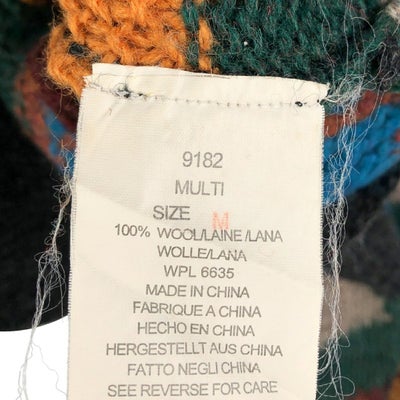 9182
MULTI
SIZE M
100% WOOL/LAINE/LANA
WOLLE/LANA
WPL 6635
MADE IN CHINA
FABRIQUE A CHINA
HECHO EN CHINA
HERGESTELLT AUS CHINA
FATTO NEGLI CHINA
SEE REVERSE FOR CARE